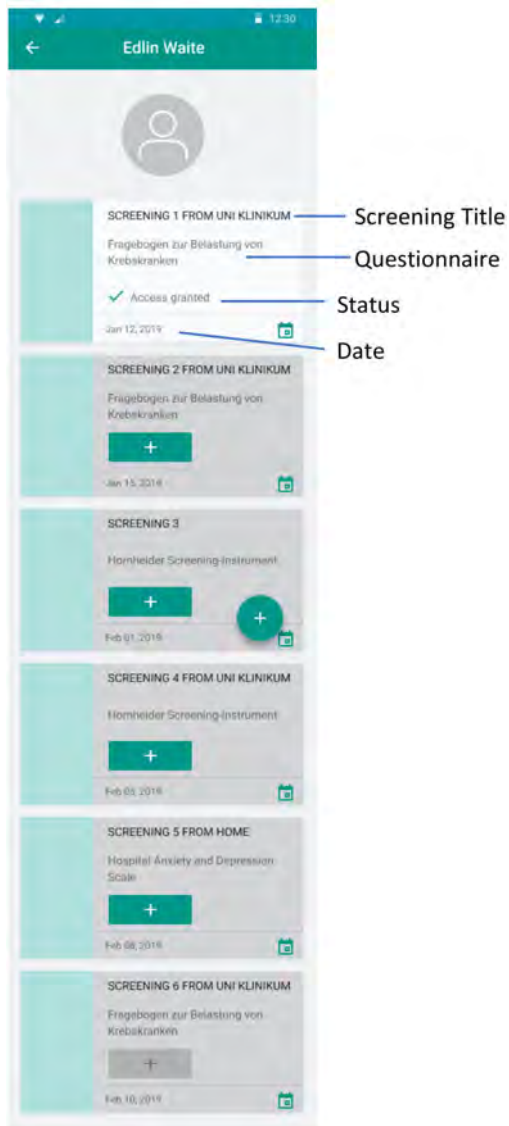 12:30
Edlin Waite
SCREENING 1 FROM UNI KLINIKUM
Screening Title
Fragebogen zur Belastung von
Krebskranken
Questionnaire
Access granted
Status
Jan 12, 2019
Date
SCREENING 2 FROM UNI KLINIKUM
Fragebogen zur Belastung von
Krebskranken
+
Jan 15, 2019
SCREENING 3
Hornheider Screening-Instrument
+
+
Feb 01, 2019
SCREENING 4 FROM UNI KLINIKUM
Hornheider Screening-Instrument
+
Feb 05, 2019
SCREENING 5 FROM HOME
Hospital Anxiety and Depression
Scale
+
Feb 08, 2019
SCREENING 6 FROM UNI KLINIKUM
Fragebogen zur Belastung von
Krebskranken
+
Feb 10, 2019